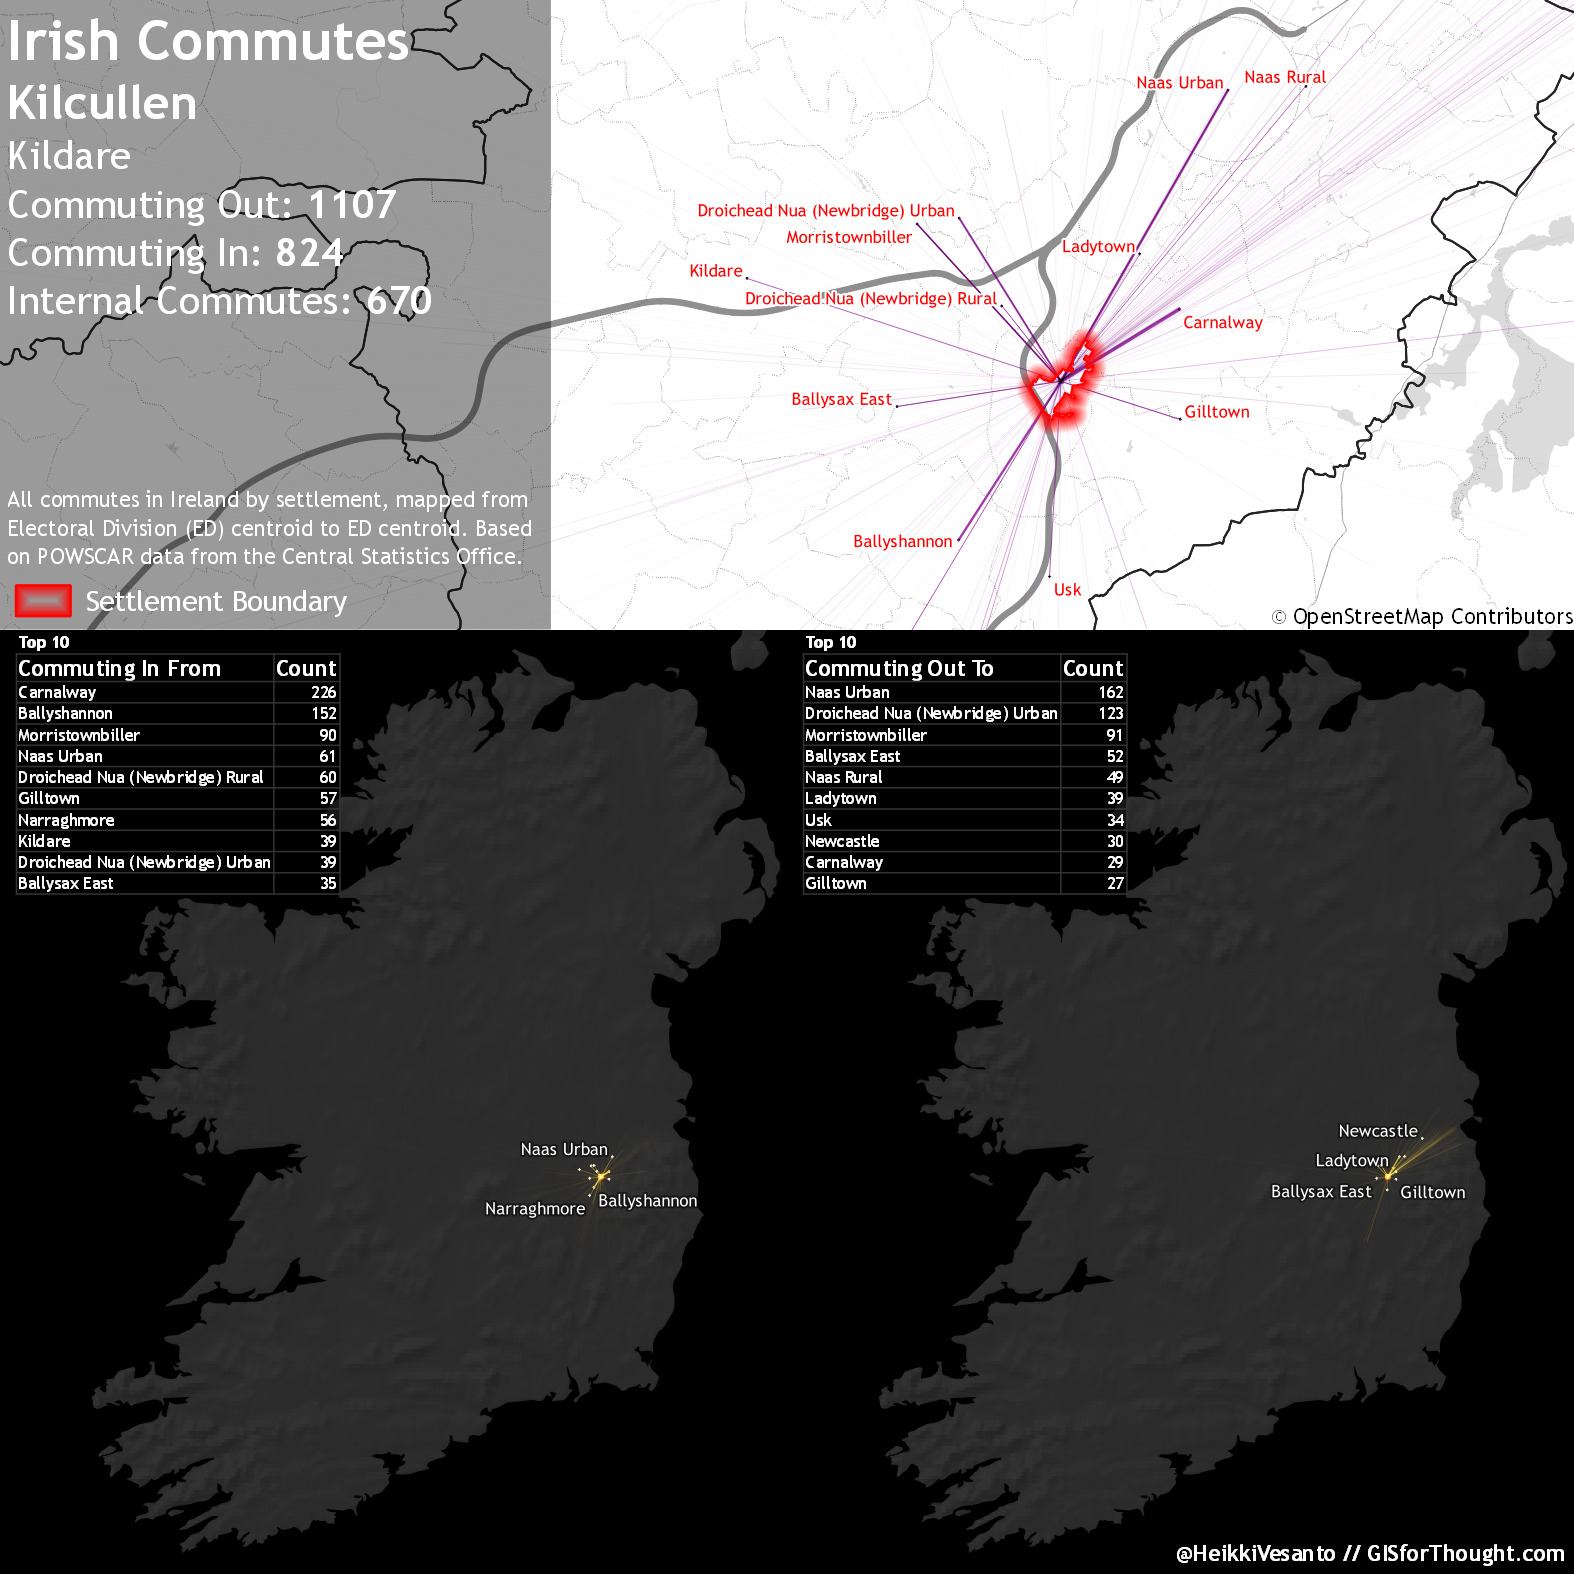 Irish Commutes
Kilcullen
Kildare
Commuting Out: 1107
Commuting In: 824
Internal Commutes: 670
All commutes in Ireland by settlement, mapped from
Electoral Division (ED) centroid to ED centroid. Based
on POWSCAR data from the Central Statistics Office.
Settlement Boundary
Naas Urban
Naas Rural
Droichead Nua (Newbridge) Urban
Morristownbiller
Ladytown
Kildare
Droichead Nua (Newbridge) Rural
Carnalway
Ballysax East
Gilltown
Ballyshannon
Usk
© OpenStreetMap Contributors
Top 10
Commuting In From Count
Carnalway 226
Ballyshannon 152
Morristownbiller 90
Naas Urban 61
Droichead Nua (Newbridge) Rural 60
Gilltown 57
Narraghmore 56
Kildare 39
Droichead Nua (Newbridge) Urban 39
Ballysax East 35
Naas Urban
Ballyshannon
Narraghmore
Top 10
Commuting Out To Count
Naas Urban 162
Droichead Nua (Newbridge) Urban 123
Morristownbiller 91
Ballysax East 52
Naas Rural 49
Ladytown 39
Usk 34
Newcastle 30
Carnalway 29
Gilltown 27
Newcastle
Ladytown
Ballysax East
Gilltown
@HeikkiVesanto // GISforThought.com